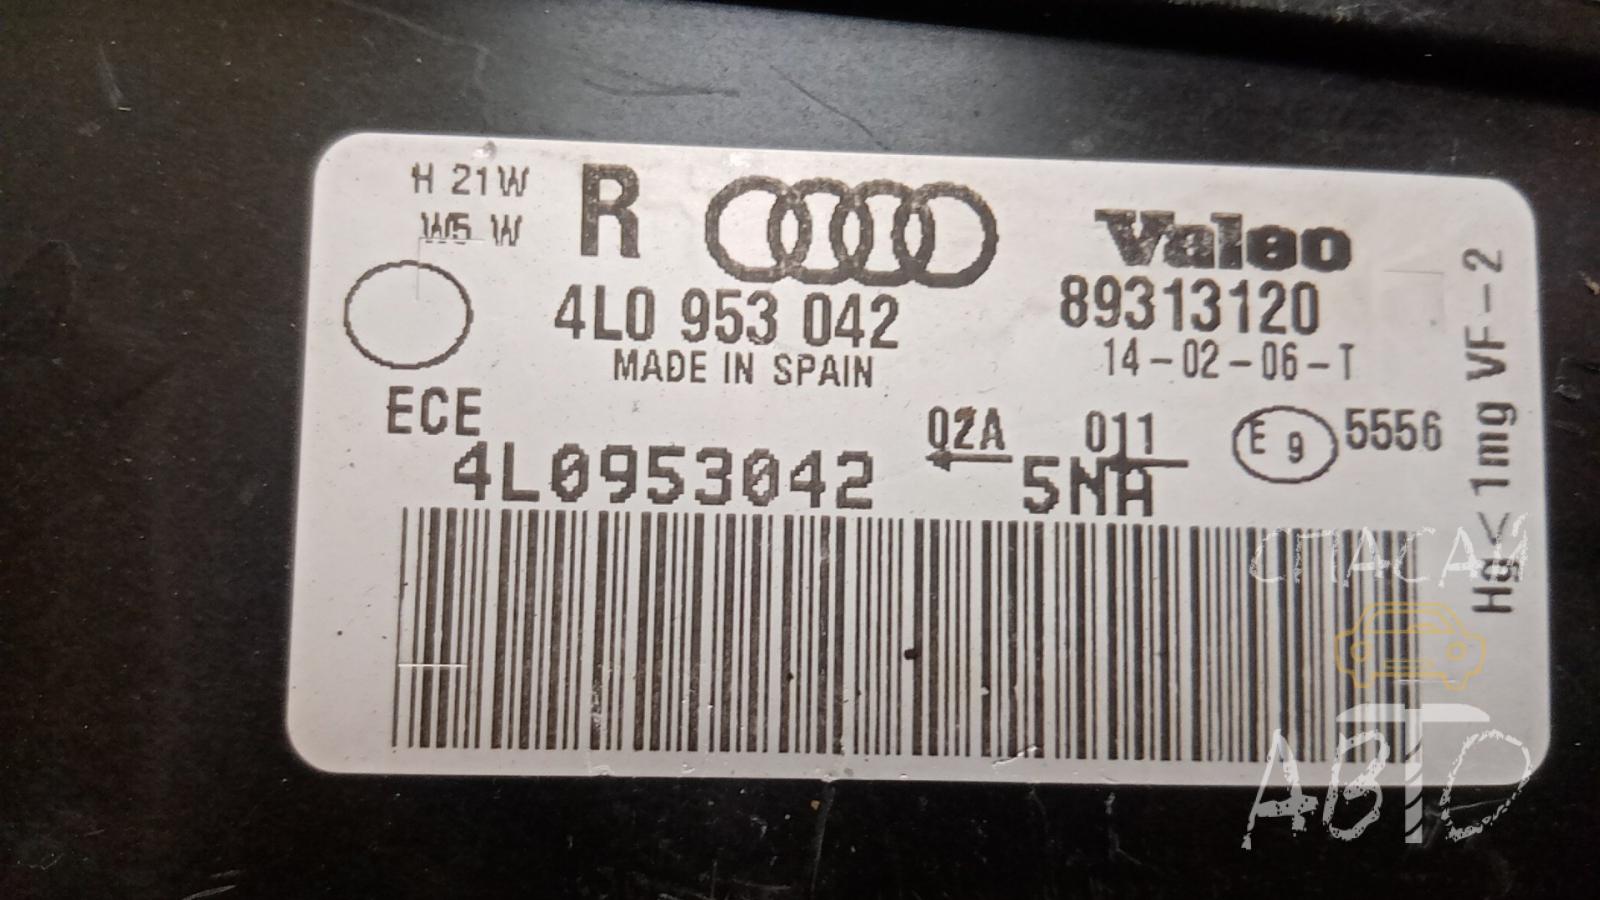 H 21W
W5 W
R
Valeo
4L0 953 042
89313120
MADE IN SPAIN
14-02-06-T
ECE
02A
011
E 9
5556
4L0953042
5NA
Hg<1mg VF-2
СПАСАЙ
АВТО